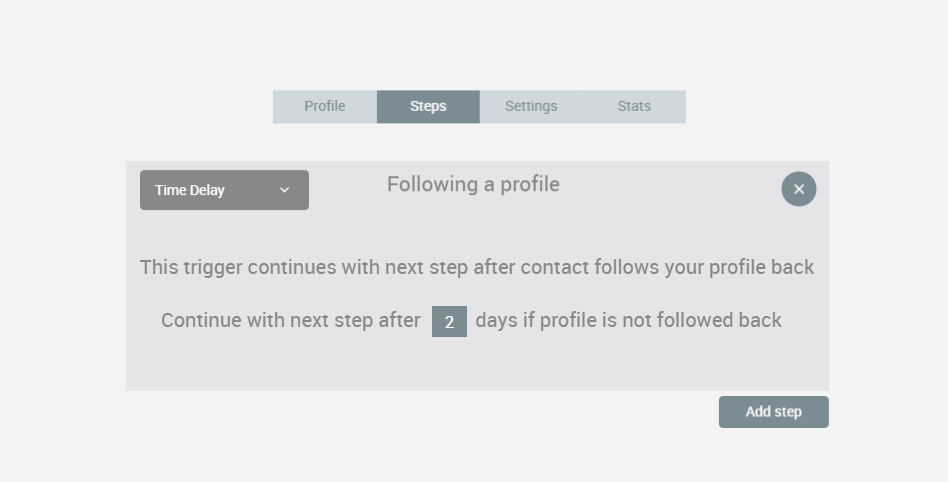 Profile Steps Settings Stats
Time Delay
Following a profile
This trigger continues with next step after contact follows your profile back
Continue with next step after 2 days if profile is not followed back
Add step